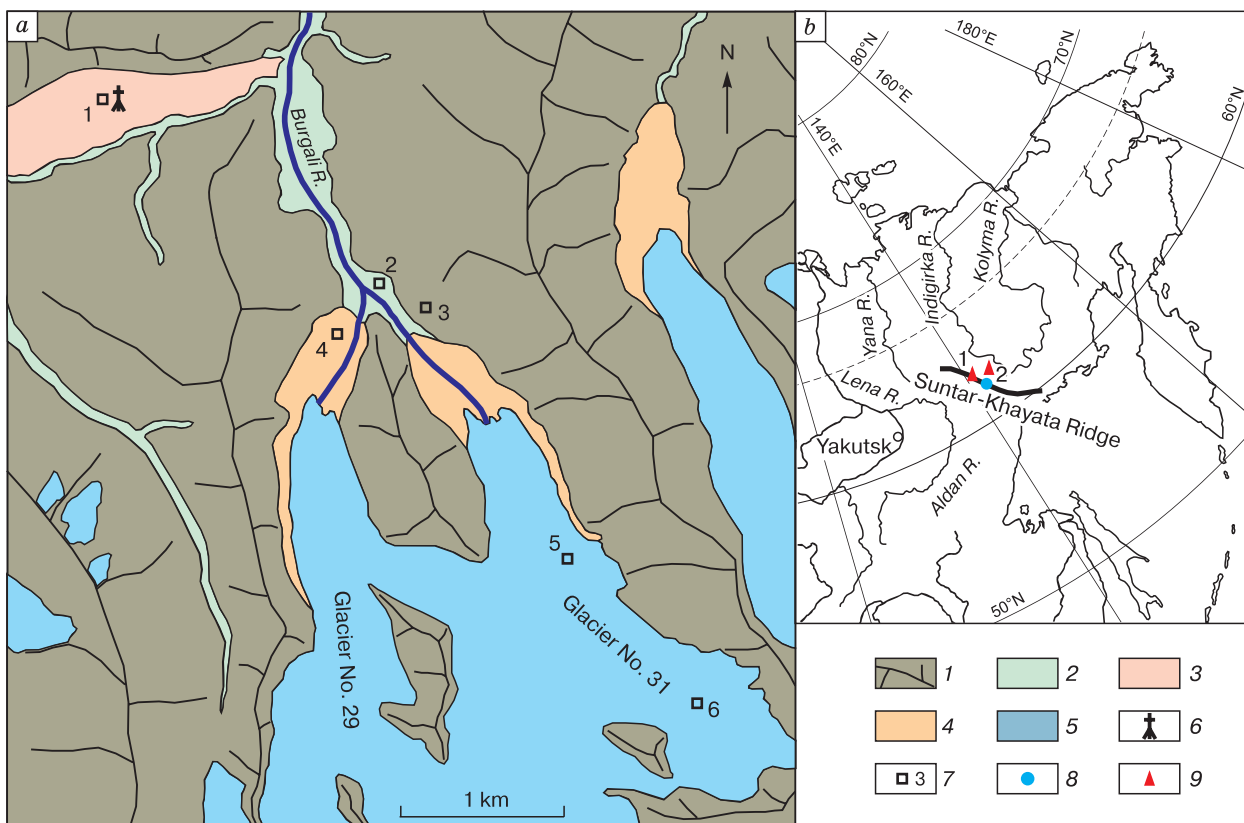 a
N
1
Burgali R.
2
3
4
5
Glacier No. 31
Glacier No. 29
6
1 km
b
180°E
80°N
70°N
160°E
60°N
140°E
Indigirka R.
Kolyma R.
Yana R.
1
2
Lena R.
Suntar-Khayata Ridge
Yakutsk
Aldan R.
50°N
1
2
3
4
5
6
3 7
8
9